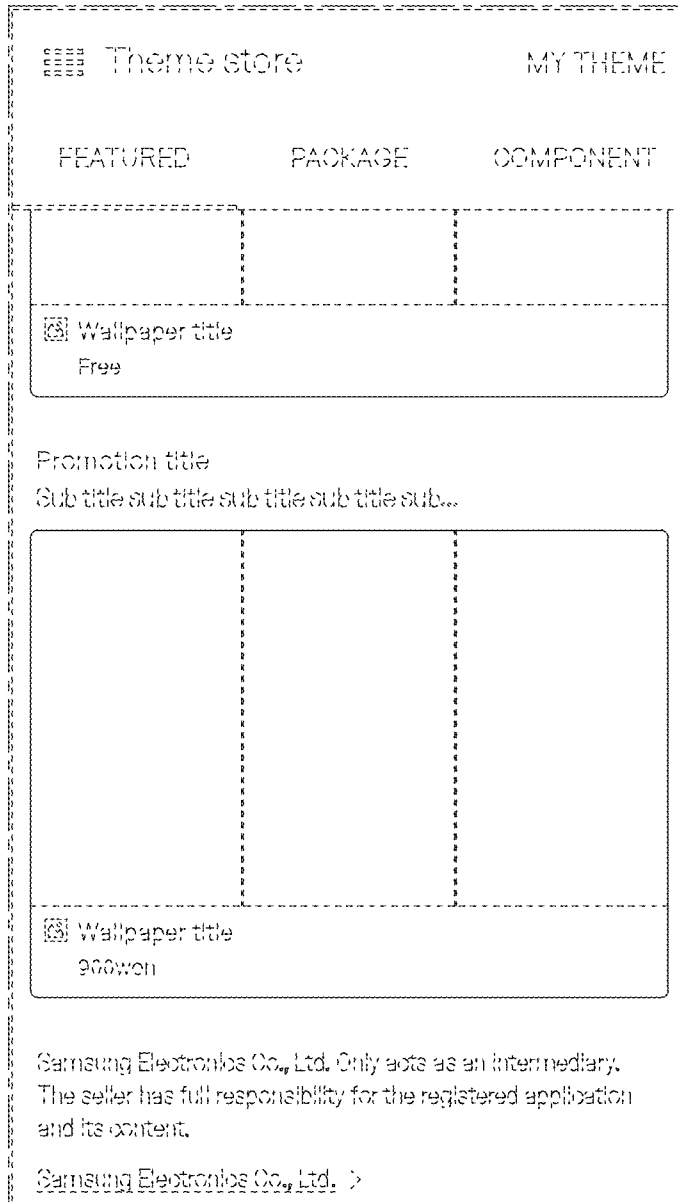 Theme store
MY THEME
FEATURED PACKAGE COMPONENT
Wallpaper title
Free
Promotion title
Sub title sub title sub title sub title sub...
Wallpaper title
900won
Samsung Electronics Co., Ltd. Only acts as an intermediary.
The seller has full responsibility for the registered application
and its content.
Samsung Electronics Co., Ltd. >